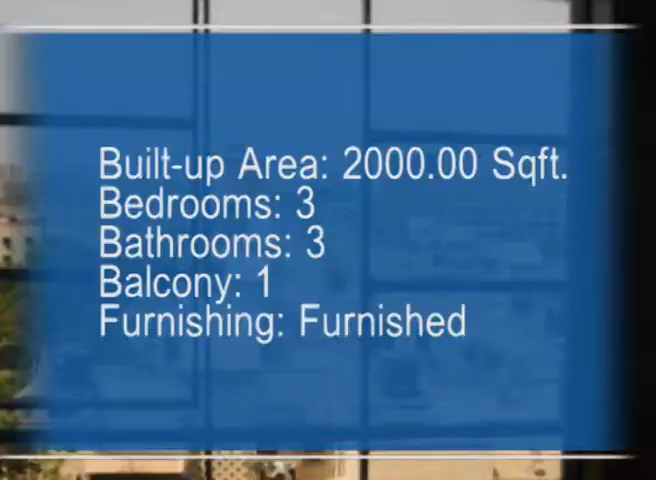 Built-up Area: 2000.00 Sqft.
Bedrooms: 3
Bathrooms: 3
Balcony: 1
Furnishing: Furnished